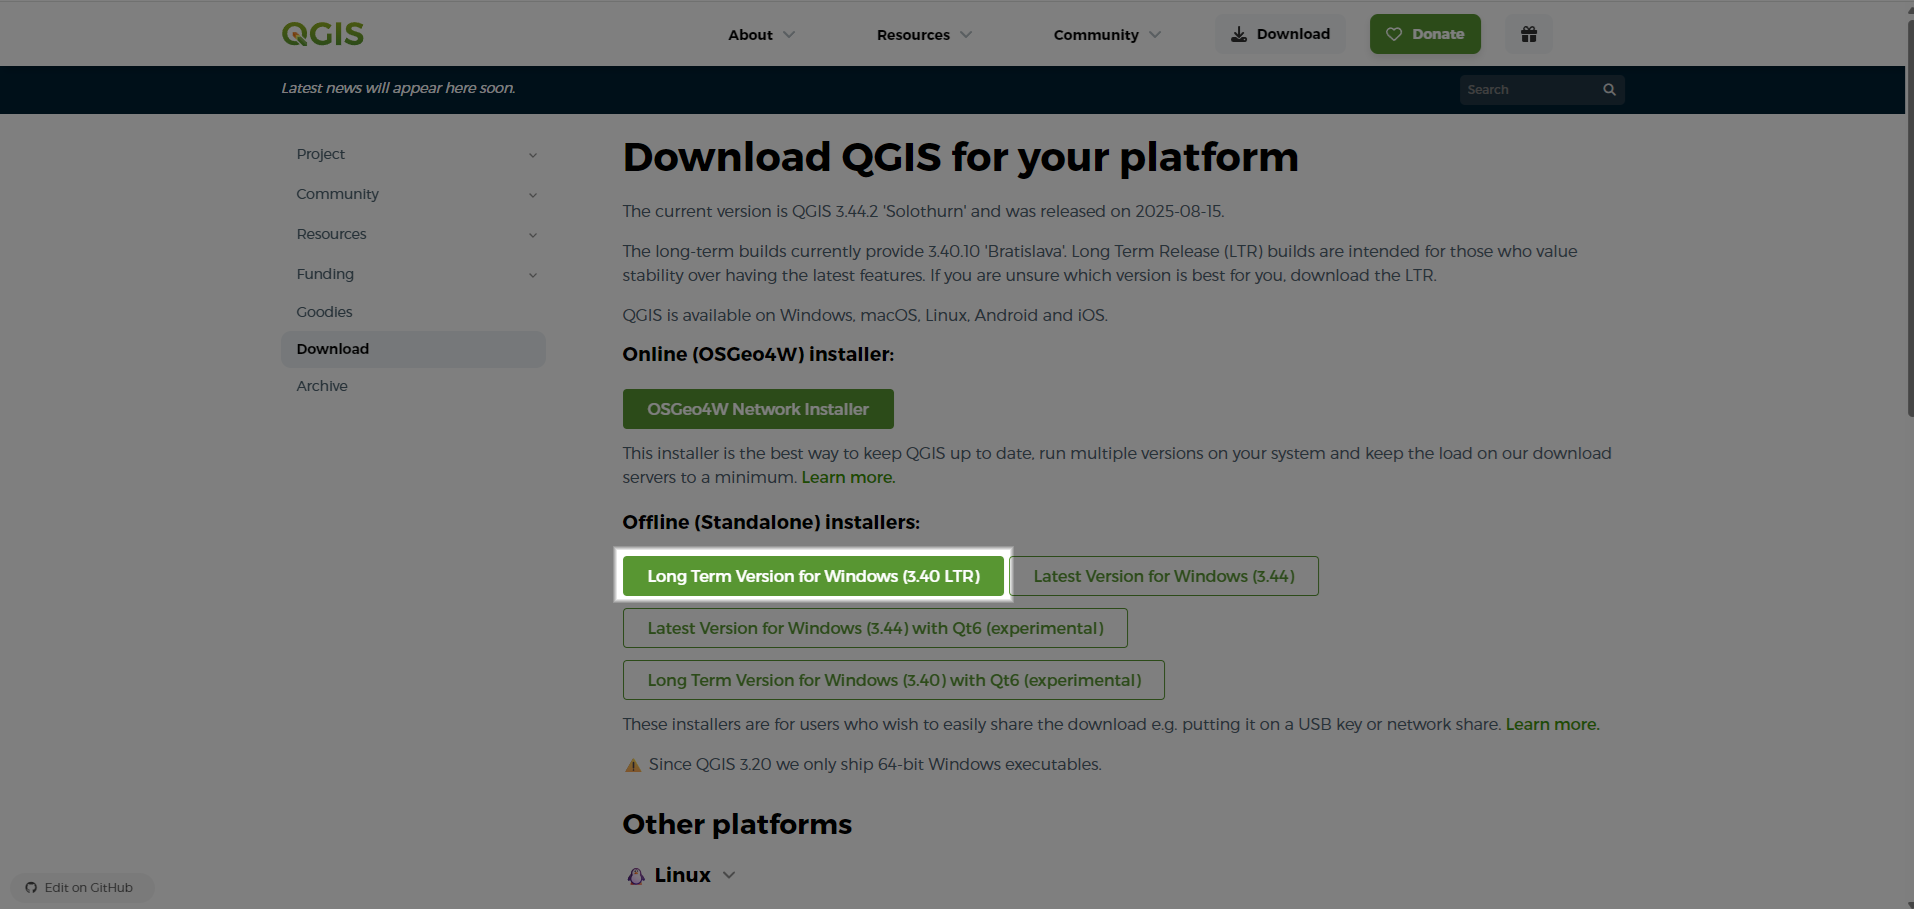 QGIS
About
Resources
Community
Download
Donate
Latest news will appear here soon.
Search
Project
Community
Resources
Funding
Goodies
Download
Archive
Download QGIS for your platform
The current version is QGIS 3.44.2 'Solothurn' and was released on 2025-08-15.
The long-term builds currently provide 3.40.10 'Bratislava'. Long Term Release (LTR) builds are intended for those who value
stability over having the latest features. If you are unsure which version is best for you, download the LTR.
QGIS is available on Windows, macOS, Linux, Android and iOS.
Online (OSGeo4W) installer:
OSGeo4W Network Installer
This installer is the best way to keep QGIS up to date, run multiple versions on your system and keep the load on our download
servers to a minimum. Learn more.
Offline (Standalone) installers:
Long Term Version for Windows (3.40 LTR)
Latest Version for Windows (3.44)
Latest Version for Windows (3.44) with Qt6 (experimental)
Long Term Version for Windows (3.40) with Qt6 (experimental)
These installers are for users who wish to easily share the download e.g. putting it on a USB key or network share. Learn more.
Since QGIS 3.20 we only ship 64-bit Windows executables.
Other platforms
Linux
Edit on GitHub